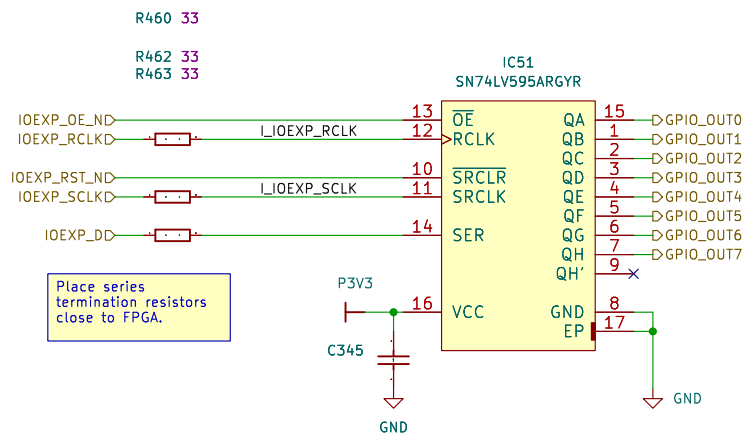 R460 33
R462 33
R463 33
IC51
SN74LV595ARGYR
IOEXP_OE_N 13 OE QA 15 GPIO_OUT0
IOEXP_RCLK I_IOEXP_RCLK 12 RCLK QB 1 GPIO_OUT1
QC 2 GPIO_OUT2
IOEXP_RST_N 10 SRCLR QD 3 GPIO_OUT3
IOEXP_SCLK I_IOEXP_SCLK 11 SRCLK QE 4 GPIO_OUT4
QF 5 GPIO_OUT5
IOEXP_D 14 SER QG 6 GPIO_OUT6
QH 7 GPIO_OUT7
QH' 9
Place series
termination resistors
close to FPGA.
P3V3
16 VCC GND 8
EP 17
C345
GND
GND